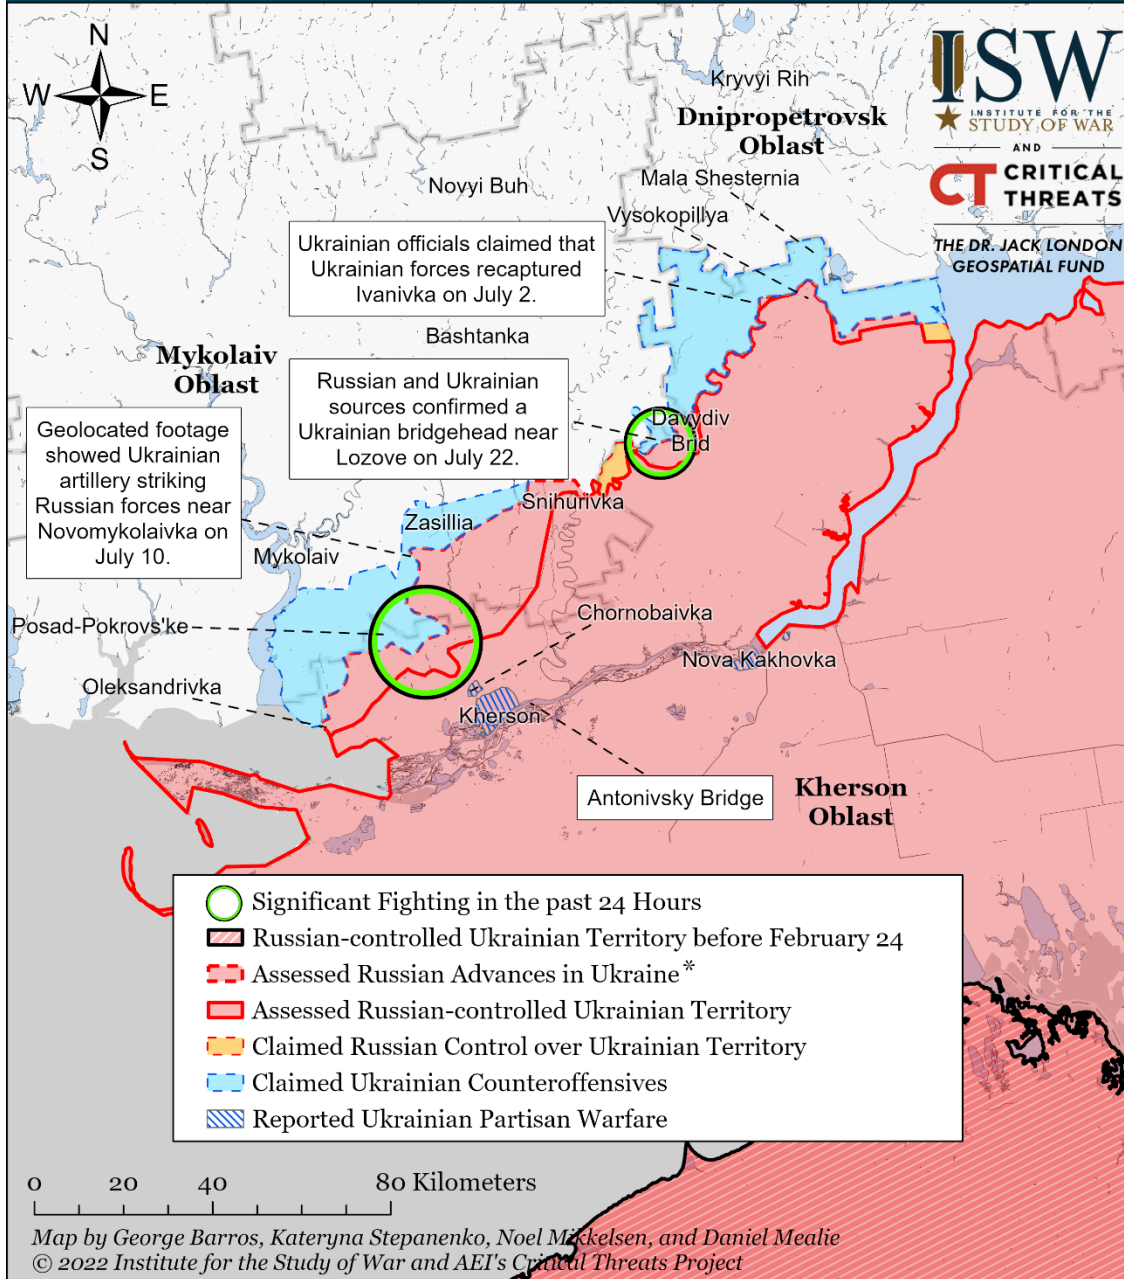 N
W
E
S
ISW
INSTITUTE FOR THE
STUDY OF WAR
AND
CT CRITICAL
THREATS
THE DR. JACK LONDON
GEOSPATIAL FUND
Kryvyi Rih
Dnipropetrovsk
Oblast
Mala Shesternia
Novyi Buh
Vysokopillya
Ukrainian officials claimed that
Ukrainian forces recaptured
Ivanivka on July 2.
Bashtanka
Mykolaiv
Oblast
Russian and Ukrainian
sources confirmed a
Ukrainian bridgehead near
Lozove on July 22.
Davydiv
Brid
Geolocated footage
showed Ukrainian
artillery striking
Russian forces near
Novomykolaivka on
July 10.
Snihurivka
Zasillia
Mykolaiv
Chornobaivka
Posad-Pokrovs'ke
Nova Kakhovka
Oleksandrivka
Kherson
Antonivsky Bridge
Kherson
Oblast
Significant Fighting in the past 24 Hours
Russian-controlled Ukrainian Territory before February 24
Assessed Russian Advances in Ukraine*
Assessed Russian-controlled Ukrainian Territory
Claimed Russian Control over Ukrainian Territory
Claimed Ukrainian Counteroffensives
Reported Ukrainian Partisan Warfare
0 20 40 80 Kilometers
Map by George Barros, Kateryna Stepanenko, Noel Mikkelsen, and Daniel Mealie
© 2022 Institute for the Study of War and AEI's Critical Threats Project